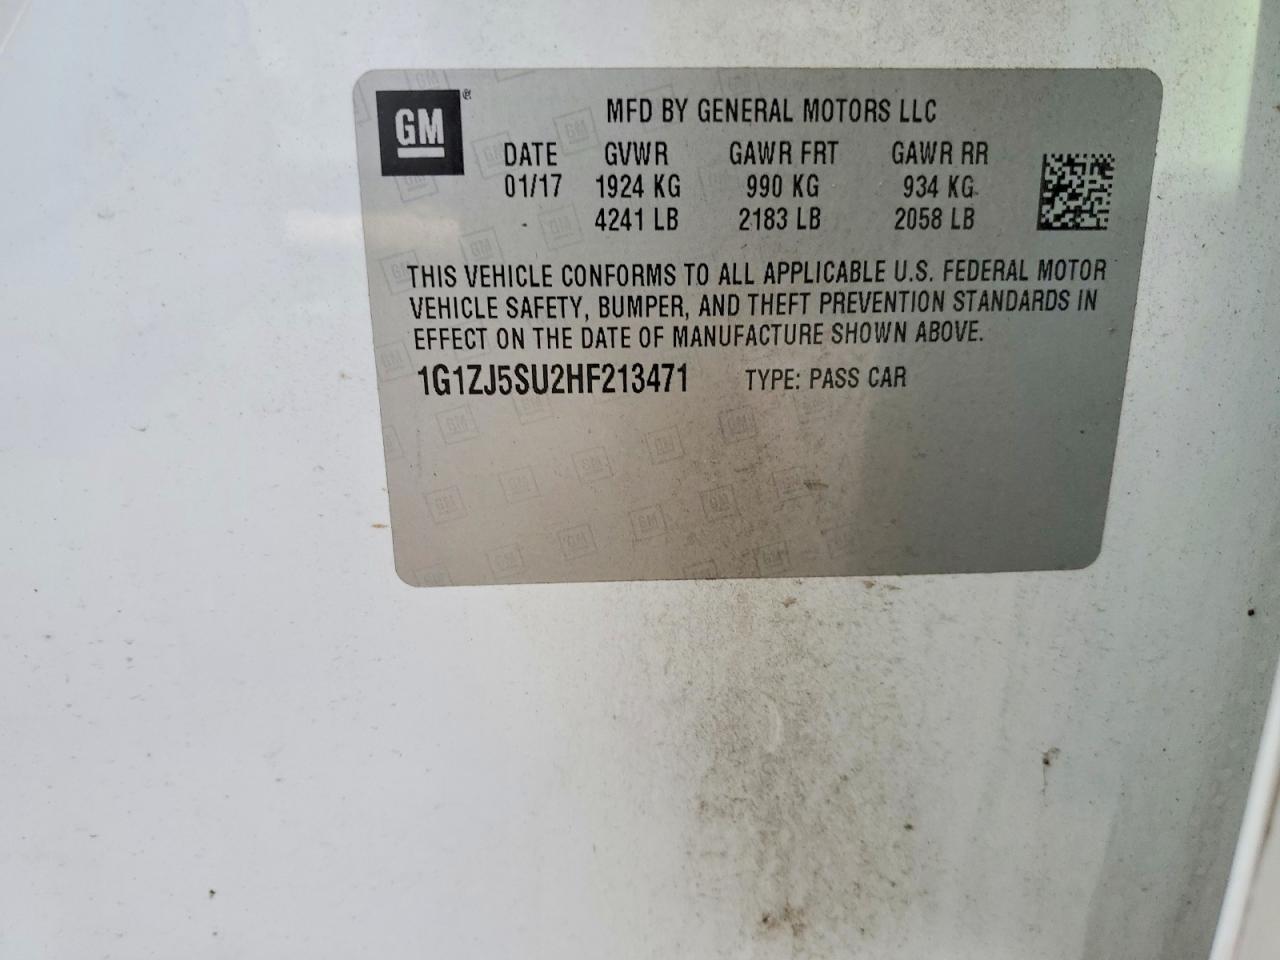 GM ®
MFD BY GENERAL MOTORS LLC
DATE GVWR GAWR FRT GAWR RR
01/17 1924 KG 990 KG 934 KG
4241 LB 2183 LB 2058 LB
THIS VEHICLE CONFORMS TO ALL APPLICABLE U.S. FEDERAL MOTOR
VEHICLE SAFETY, BUMPER, AND THEFT PREVENTION STANDARDS IN
EFFECT ON THE DATE OF MANUFACTURE SHOWN ABOVE.
1G1ZJ5SU2HF213471 TYPE: PASS CAR